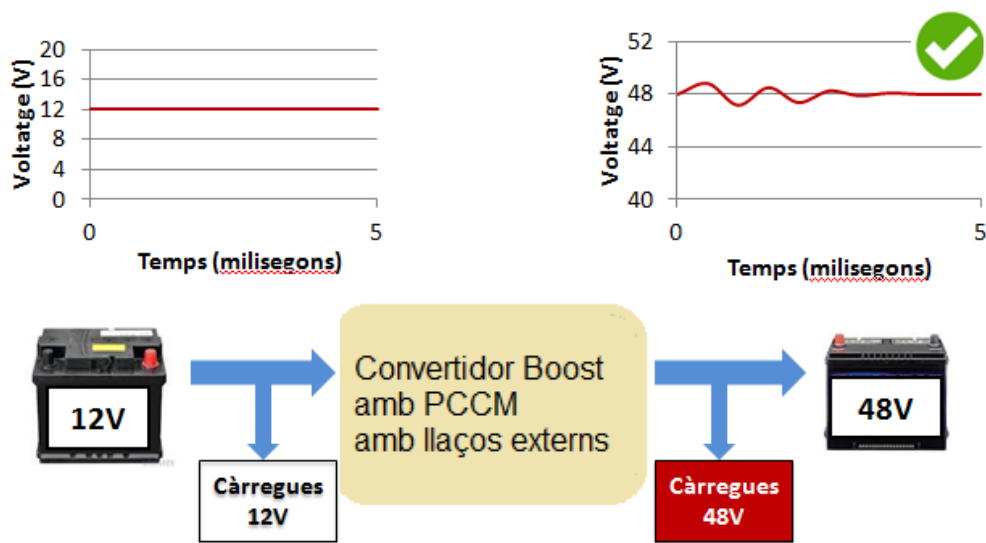 Voltatge (V)
20
16
12
8
4
0
0
5
Temps (milisegons)
Voltatge (V)
52
48
44
40
0
5
Temps (milisegons)
12V
Convertidor Boost
amb PCCM
amb llaços externs
48V
Càrregues
12V
Càrregues
48V